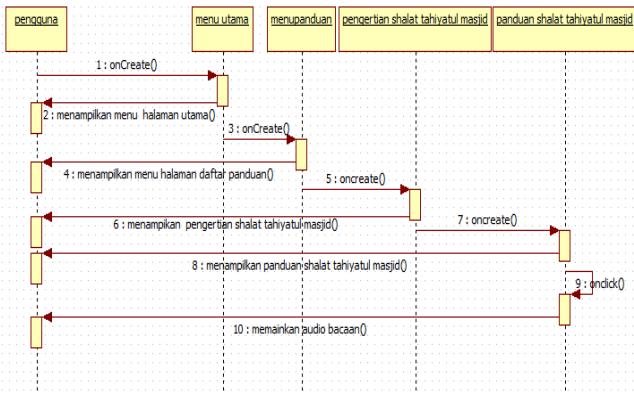 pengguna
menu utama
menupanduan
pengertian shalat tahiyatul masjid
panduan shalat tahiyatul masjid
1 : onCreate()
2 : menampilkan menu halaman utama()
3 : onCreate()
4 : menampilkan menu halaman daftar panduan()
5 : oncreate()
6 : menampikan pengertian shalat tahiyatul masjid()
7 : oncreate()
8 : menampilkan panduan shalat tahiyatul masjid()
9 : onclick()
10 : memainkan audio bacaan()